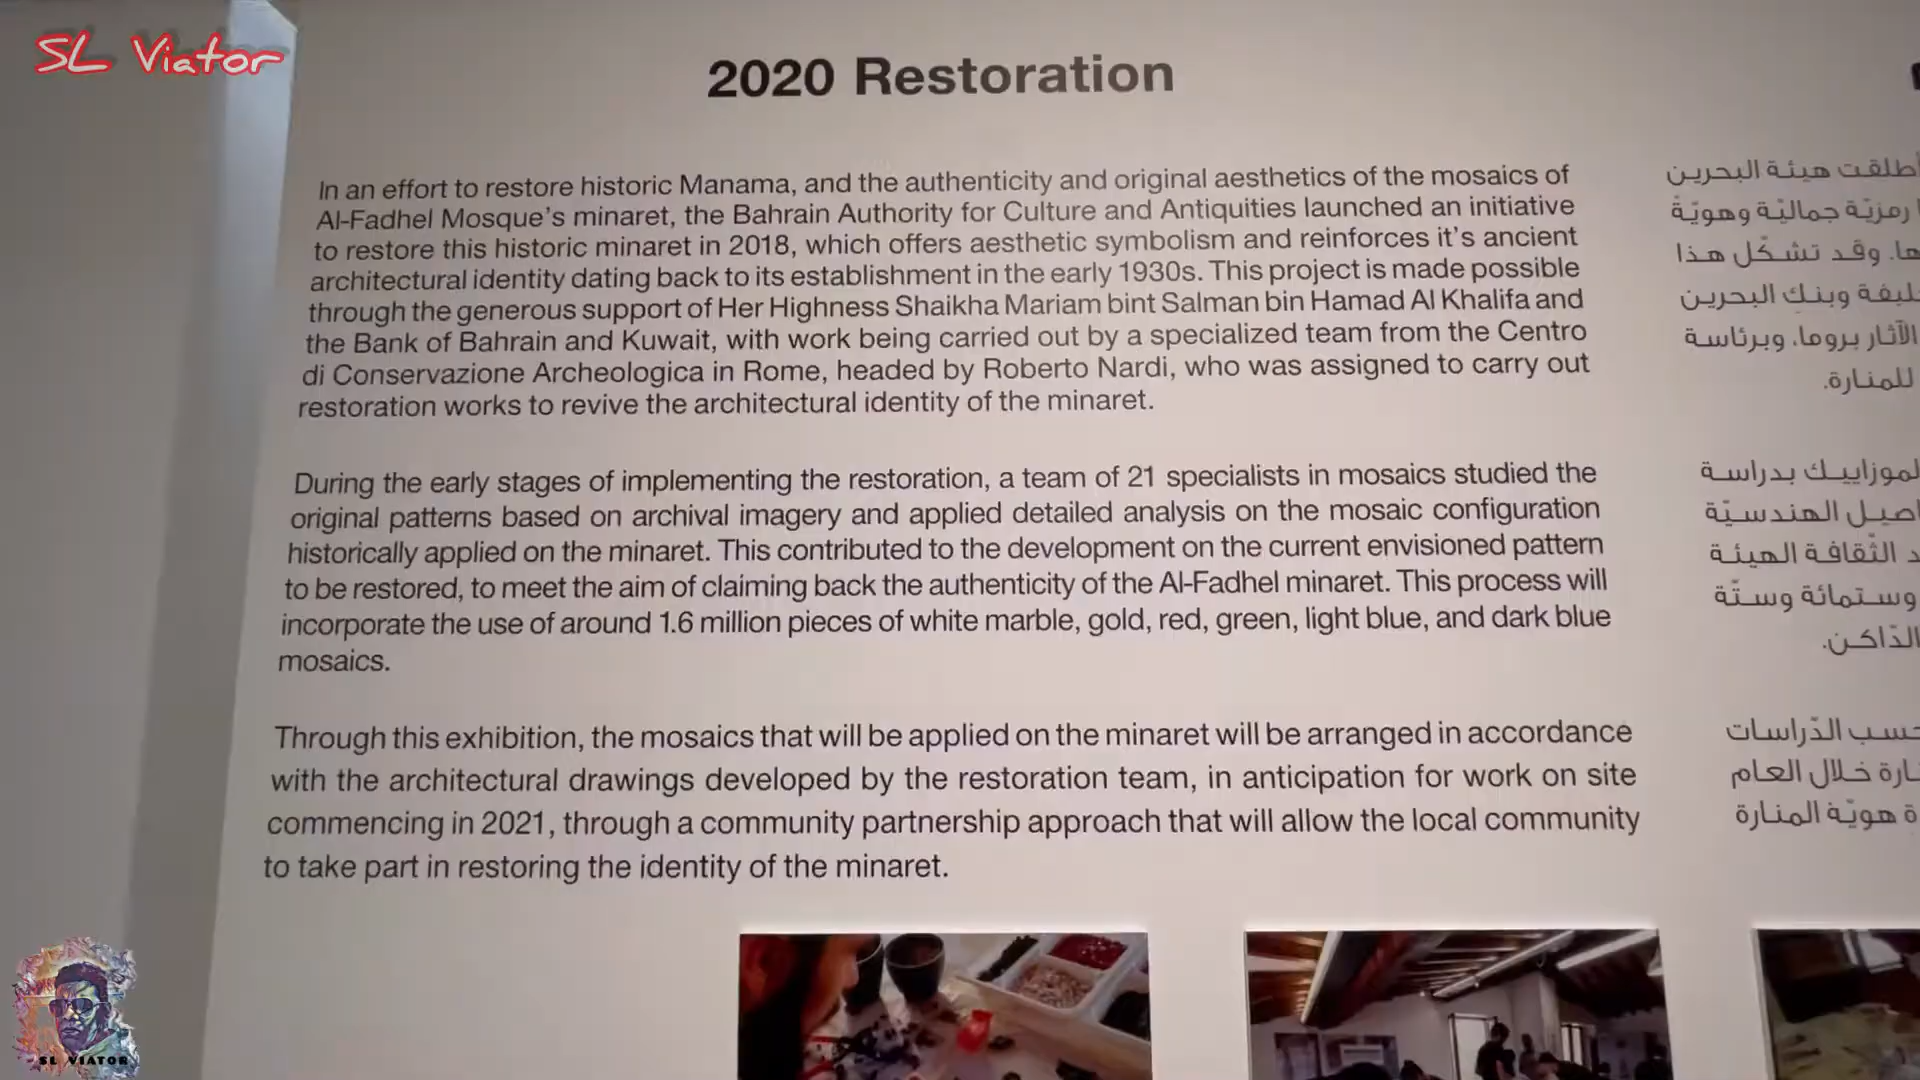 SL Viator
2020 Restoration
In an effort to restore historic Manama, and the authenticity and original aesthetics of the mosaics of
Al-Fadhel Mosque's minaret, the Bahrain Authority for Culture and Antiquities launched an initiative
to restore this historic minaret in 2018, which offers aesthetic symbolism and reinforces it's ancient
architectural identity dating back to its establishment in the early 1930s. This project is made possible
through the generous support of Her Highness Shaikha Mariam bint Salman bin Hamad Al Khalifa and
the Bank of Bahrain and Kuwait, with work being carried out by a specialized team from the Centro
di Conservazione Archeologica in Rome, headed by Roberto Nardi, who was assigned to carry out
restoration works to revive the architectural identity of the minaret.
During the early stages of implementing the restoration, a team of 21 specialists in mosaics studied the
original patterns based on archival imagery and applied detailed analysis on the mosaic configuration
historically applied on the minaret. This contributed to the development on the current envisioned pattern
to be restored, to meet the aim of claiming back the authenticity of the Al-Fadhel minaret. This process will
incorporate the use of around 1.6 million pieces of white marble, gold, red, green, light blue, and dark blue
mosaics.
Through this exhibition, the mosaics that will be applied on the minaret will be arranged in accordance
with the architectural drawings developed by the restoration team, in anticipation for work on site
commencing in 2021, through a community partnership approach that will allow the local community
to take part in restoring the identity of the minaret.
هيئة البحرين
رمزيّة جماليّة وهويّة
وقد تشكّل هذا
وبنك البحرين
الآثار بروما، وبرئاسة
للمنارة.
بدراسة
الهندسيّة
الثّقافة الهيئة
وستمائة وستّة
الدّاكن.
الدّراسات
خلال العام
هويّة المنارة
SL VIATOR